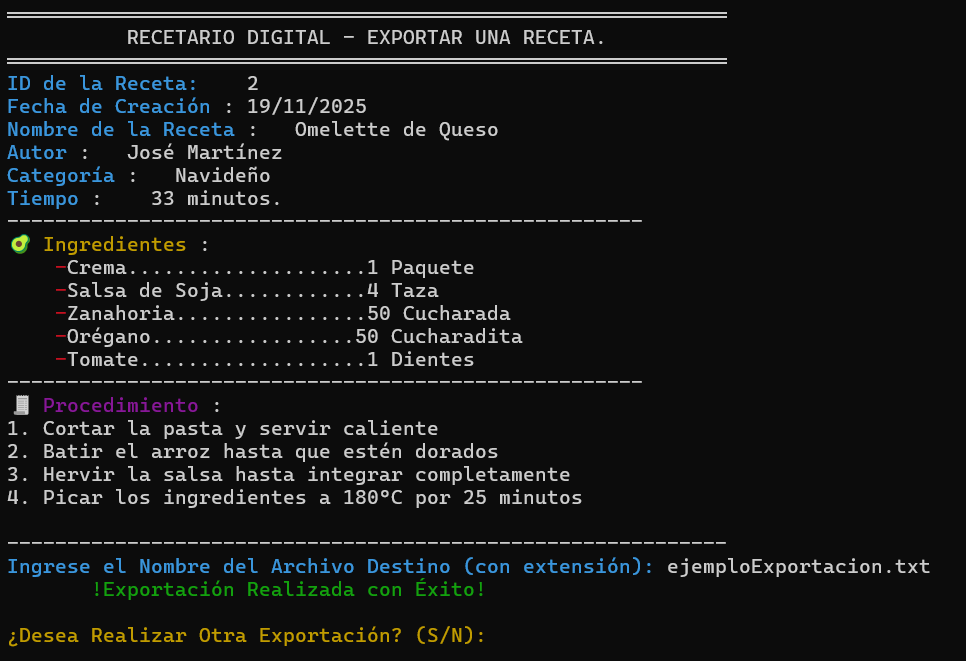 RECETARIO DIGITAL - EXPORTAR UNA RECETA.
ID de la Receta:    2
Fecha de Creación : 19/11/2025
Nombre de la Receta :   Omelette de Queso
Autor :   José Martínez
Categoría :   Navideño
Tiempo :    33 minutos.
-----------------------------------------------------
Ingredientes :
-Crema....................1 Paquete
-Salsa de Soja............4 Taza
-Zanahoria................50 Cucharada
-Orégano.................50 Cucharadita
-Tomate...................1 Dientes
-----------------------------------------------------
Procedimiento :
1. Cortar la pasta y servir caliente
2. Batir el arroz hasta que estén dorados
3. Hervir la salsa hasta integrar completamente
4. Picar los ingredientes a 180°C por 25 minutos
------------------------------------------------------------
Ingrese el Nombre del Archivo Destino (con extensión): ejemploExportacion.txt
!Exportación Realizada con Éxito!
¿Desea Realizar Otra Exportación? (S/N):